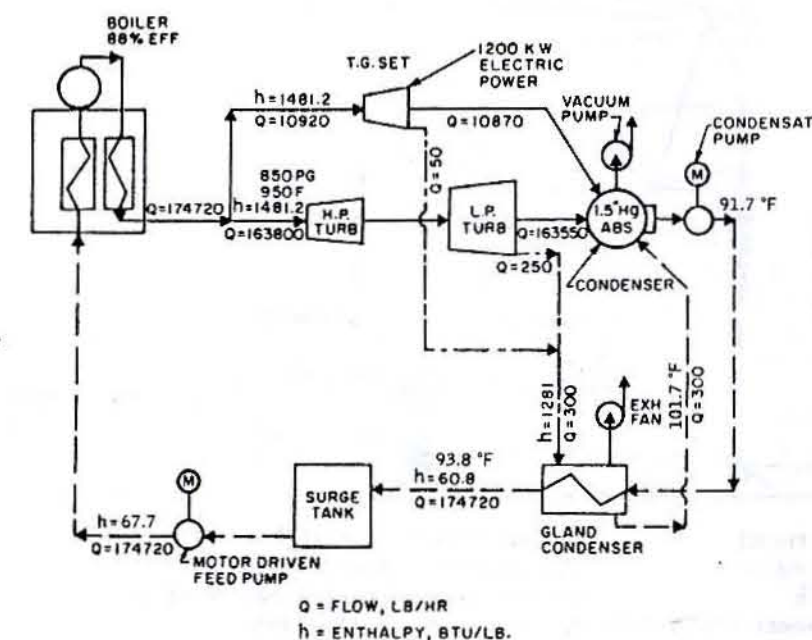 BOILER
88% EFF
T.G. SET
1200 KW
ELECTRIC
POWER
h=1481.2
Q=10920
Q=10870
VACUUM
PUMP
CONDENSAT
PUMP
M
91.7 °F
850 PG
950 F
h=1481.2
Q=174720
Q=163800
H.P.
TURB
Q=50
L.P.
TURB
Q=163550
Q=250
1.5"Hg
ABS
CONDENSER
h=1281
Q=300
EXH
FAN
101.7 °F
Q=300
93.8 °F
h=60.8
Q=174720
SURGE
TANK
GLAND
CONDENSER
M
h=67.7
Q=174720
MOTOR DRIVEN
FEED PUMP
Q = FLOW, LB/HR
h = ENTHALPY, BTU/LB.